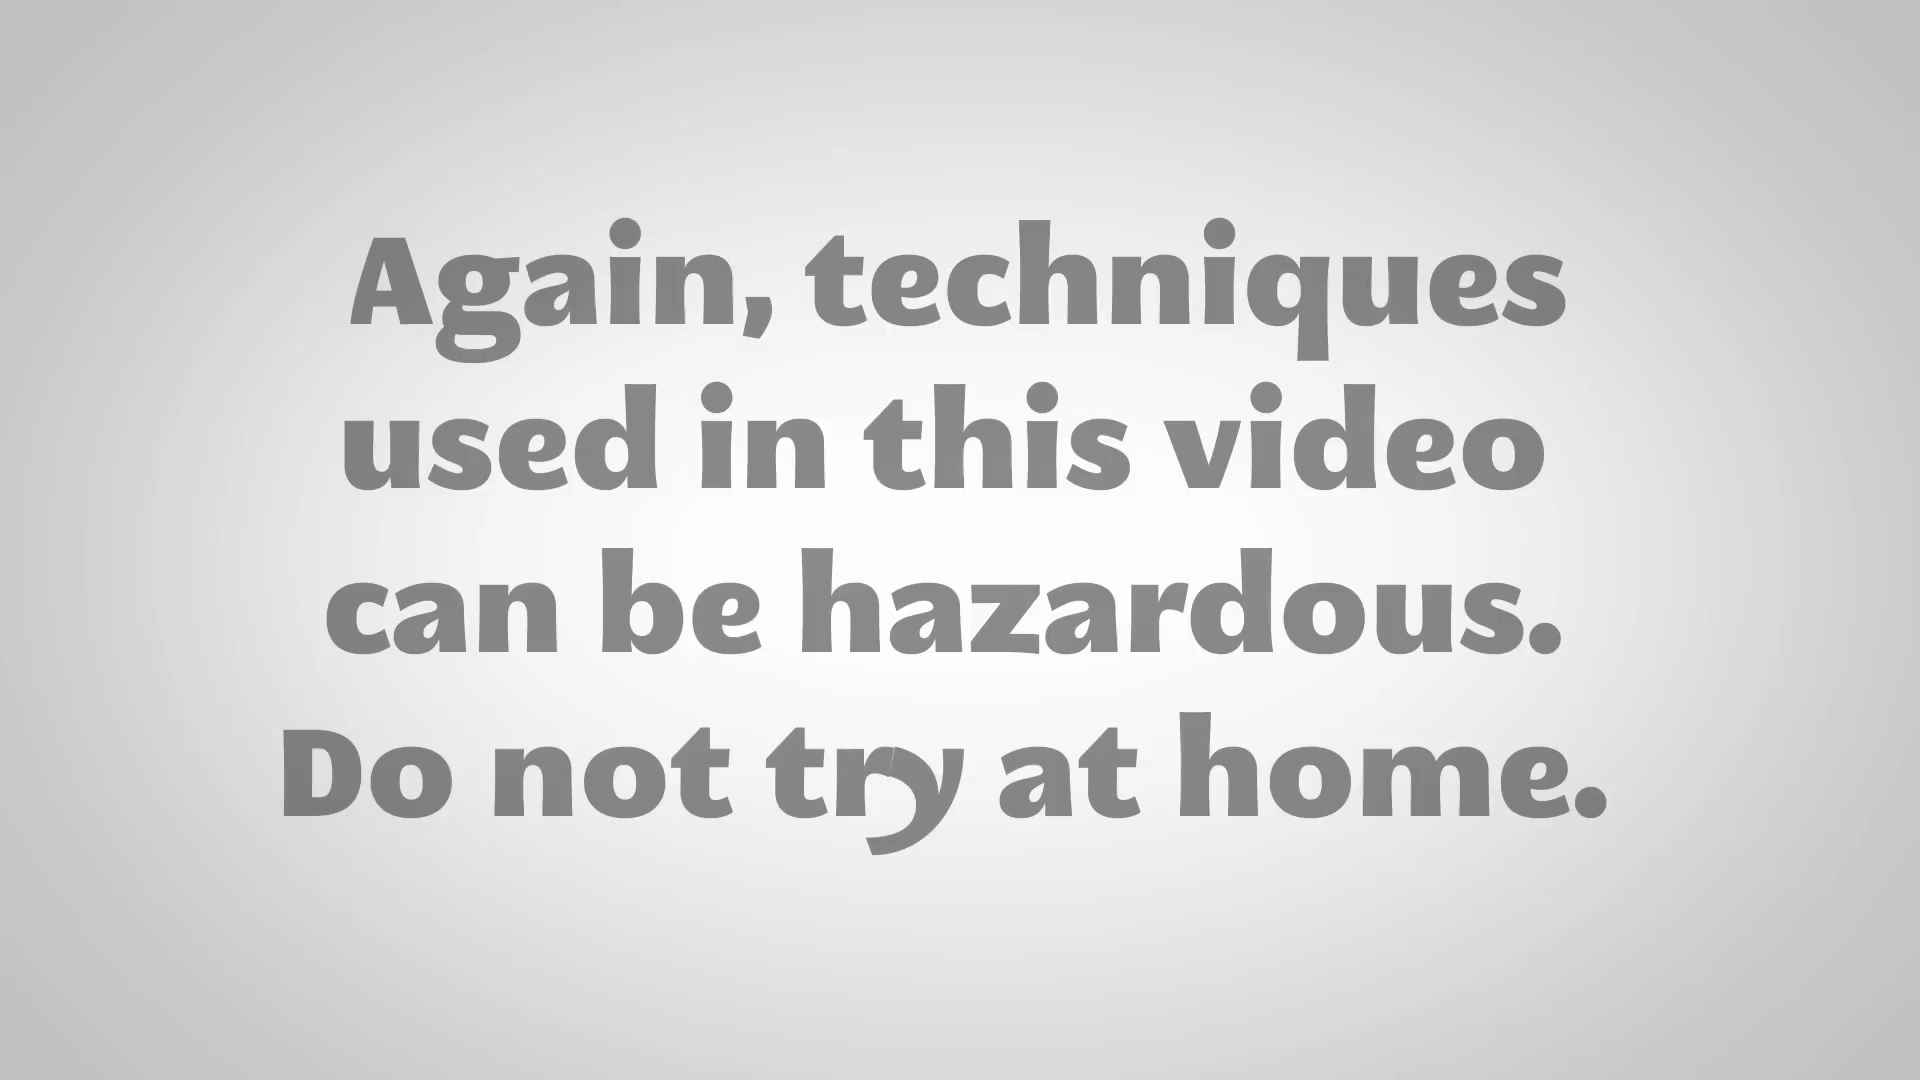 Again, techniques
used in this video
can be hazardous.
Do not try at home.